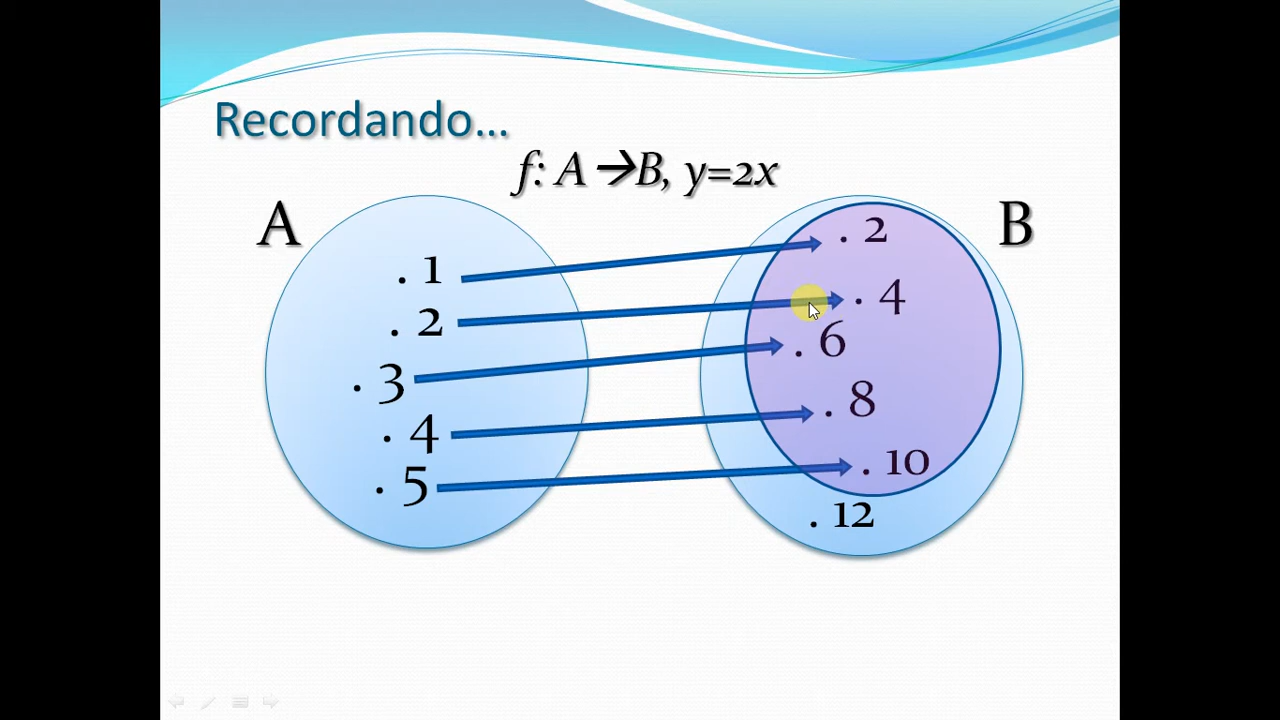 Recordando...
f: A→B, y=2x
A
B
. 1
. 2
. 3
. 4
. 5
. 2
. 4
. 6
. 8
. 10
. 12